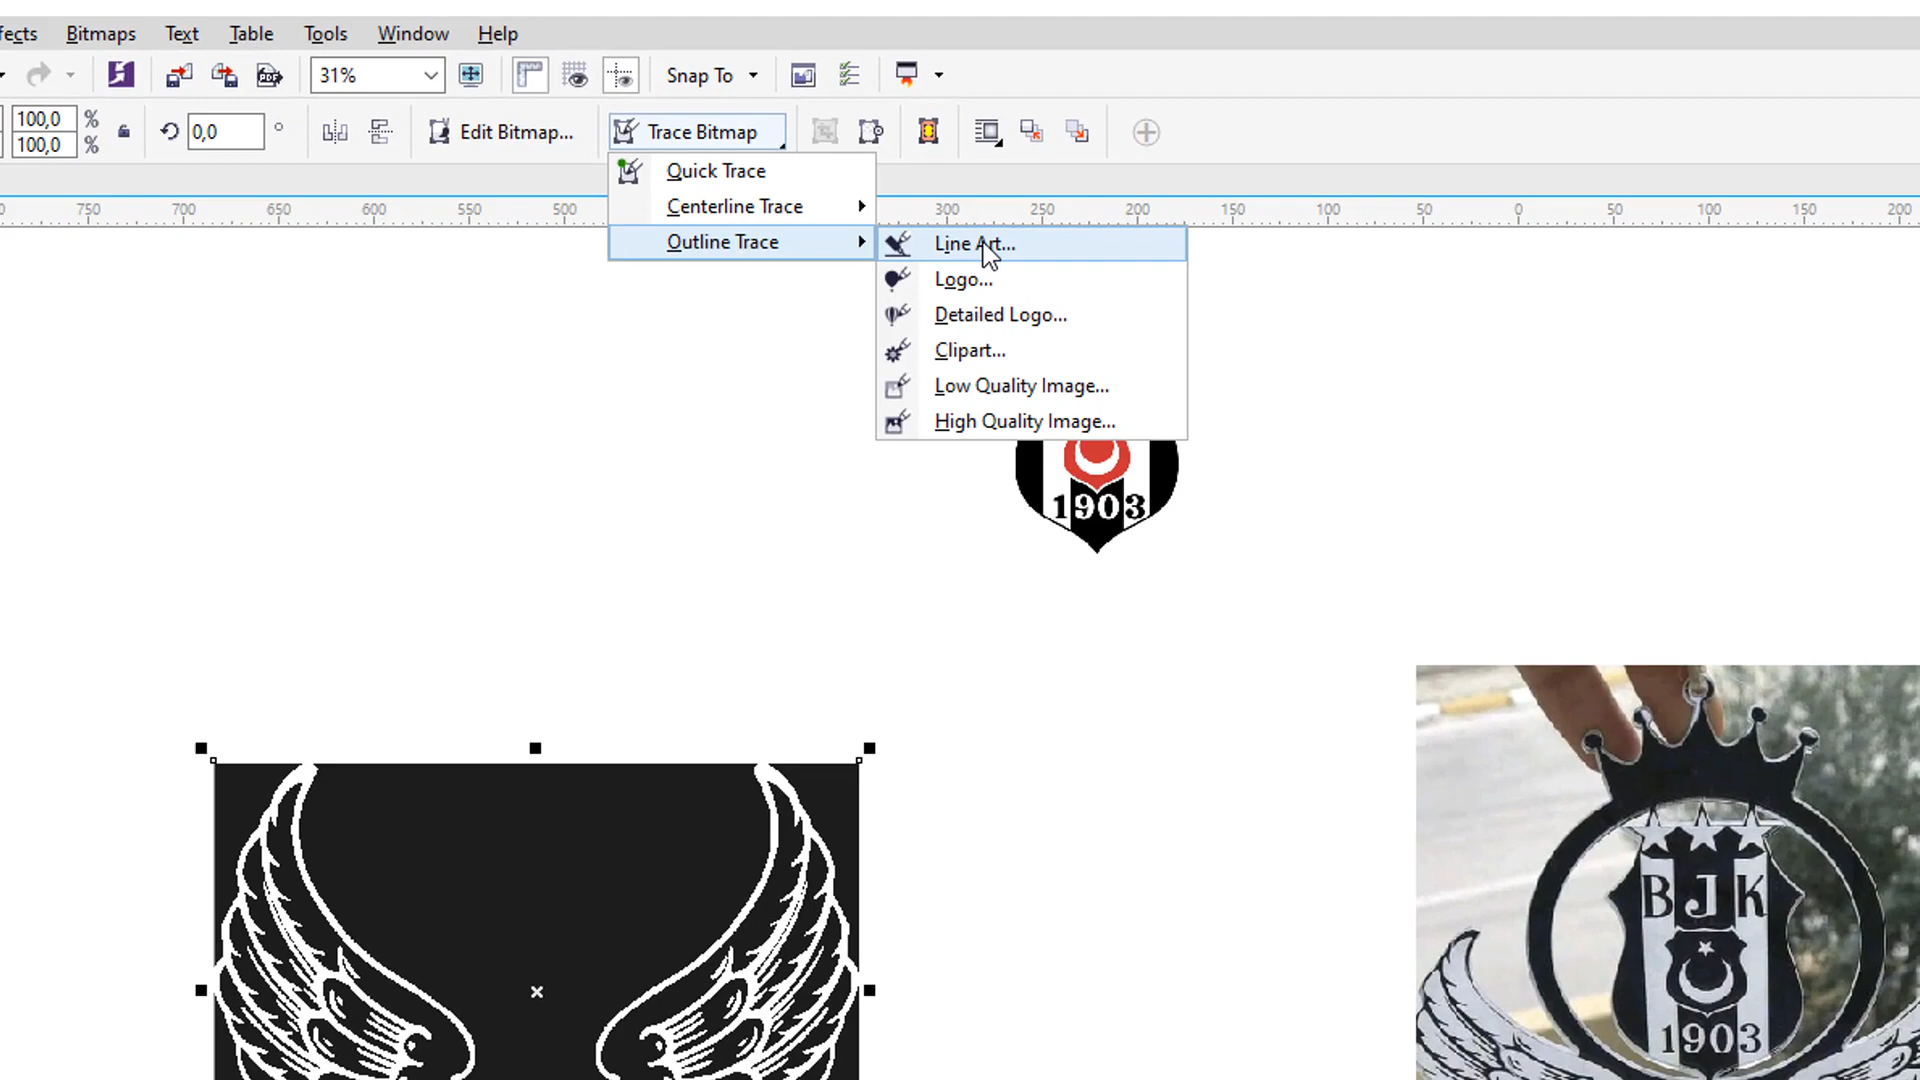 fects Bitmaps Text Table Tools Window Help
31% Snap To
100,0 %
100,0 %
0,0 ° Edit Bitmap... Trace Bitmap
Quick Trace
Centerline Trace
Outline Trace
750 700 650 600 550 500 300 250 200 150 100 50 0 50 100 150 200
Line Art...
Logo...
Detailed Logo...
Clipart...
Low Quality Image...
High Quality Image...
1903
BJK
1903